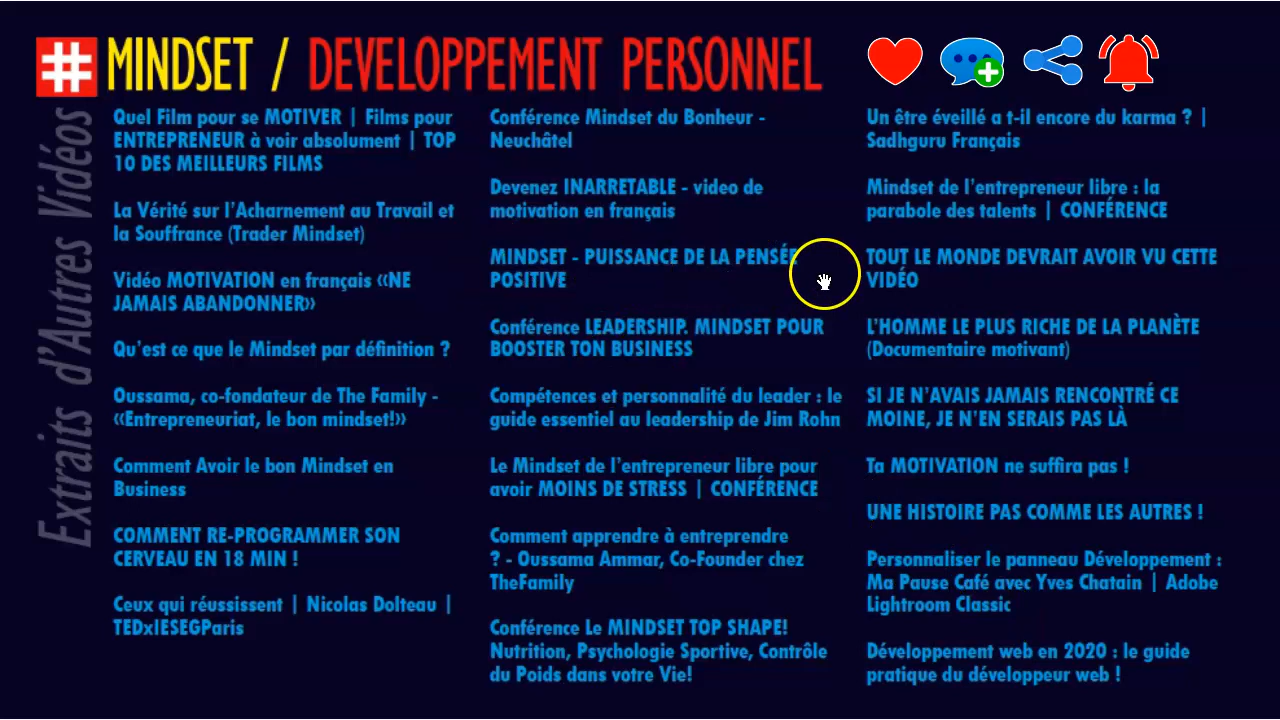 # MINDSET / DEVELOPPEMENT PERSONNEL
Extraits d'Autres Vidéos
Quel Film pour se MOTIVER | Films pour
ENTREPRENEUR à voir absolument | TOP
10 DES MEILLEURS FILMS
La Vérité sur l'Acharnement au Travail et
la Souffrance (Trader Mindset)
Vidéo MOTIVATION en français «NE
JAMAIS ABANDONNER»
Qu'est ce que le Mindset par définition ?
Oussama, co-fondateur de The Family -
«Entrepreneuriat, le bon mindset!»
Comment Avoir le bon Mindset en
Business
COMMENT RE-PROGRAMMER SON
CERVEAU EN 18 MIN !
Ceux qui réussissent | Nicolas Dolteau |
TEDxIESEGParis
Conférence Mindset du Bonheur -
Neuchâtel
Devenez INARRETABLE - video de
motivation en français
MINDSET - PUISSANCE DE LA PENSÉE
POSITIVE
Conférence LEADERSHIP. MINDSET POUR
BOOSTER TON BUSINESS
Compétences et personnalité du leader : le
guide essentiel au leadership de Jim Rohn
Le Mindset de l'entrepreneur libre pour
avoir MOINS DE STRESS | CONFÉRENCE
Comment apprendre à entreprendre
? - Oussama Ammar, Co-Founder chez
TheFamily
Conférence Le MINDSET TOP SHAPE!
Nutrition, Psychologie Sportive, Contrôle
du Poids dans votre Vie!
Un être éveillé a t-il encore du karma ? |
Sadhguru Français
Mindset de l'entrepreneur libre : la
parabole des talents | CONFÉRENCE
TOUT LE MONDE DEVRAIT AVOIR VU CETTE
VIDÉO
L'HOMME LE PLUS RICHE DE LA PLANÈTE
(Documentaire motivant)
SI JE N'AVAIS JAMAIS RENCONTRÉ CE
MOINE, JE N'EN SERAIS PAS LÀ
Ta MOTIVATION ne suffira pas !
UNE HISTOIRE PAS COMME LES AUTRES !
Personnaliser le panneau Développement :
Ma Pause Café avec Yves Chatain | Adobe
Lightroom Classic
Développement web en 2020 : le guide
pratique du développeur web !